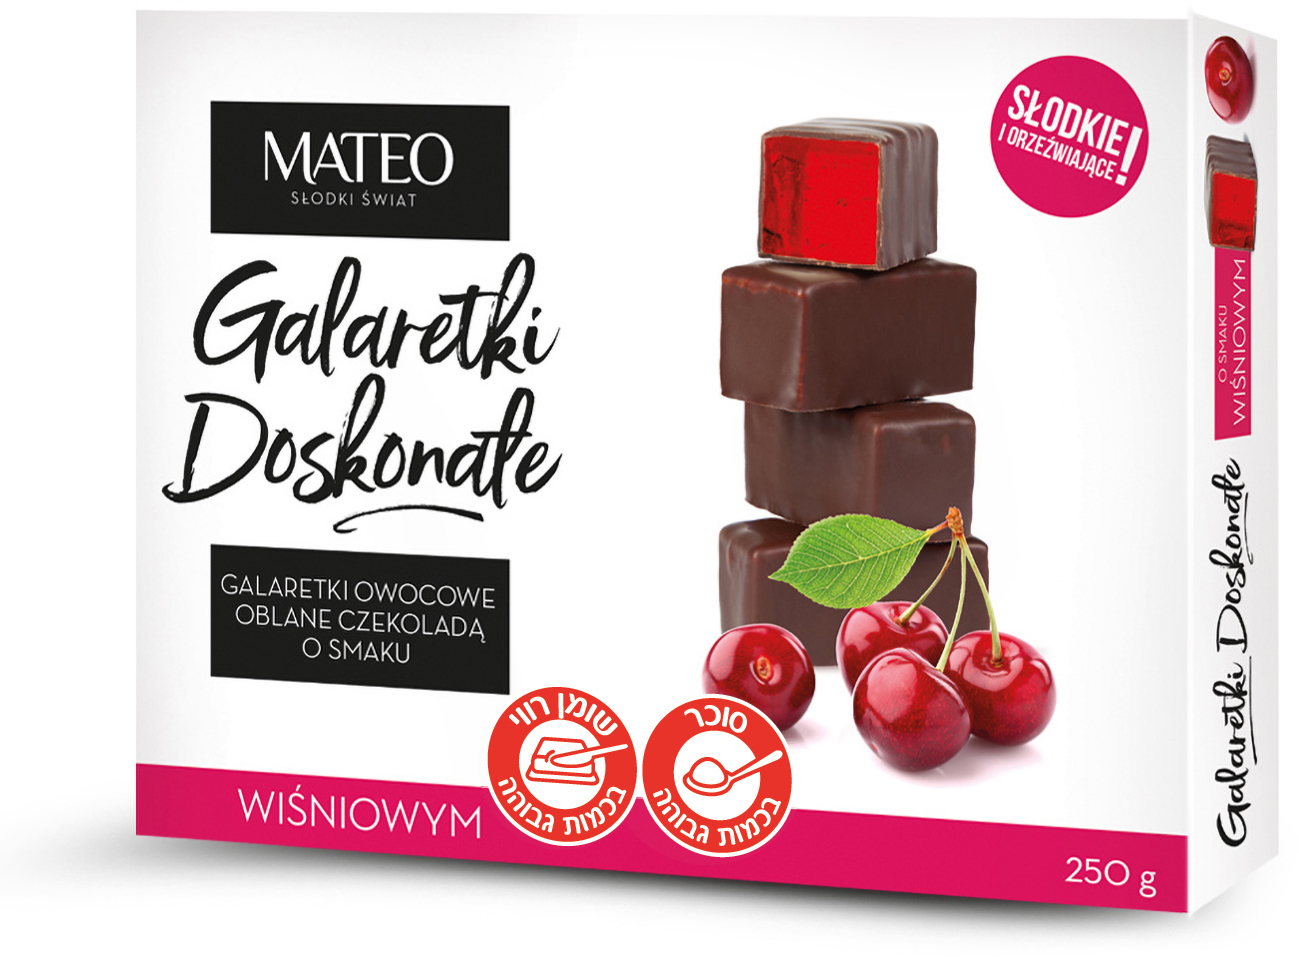 MATEO
SŁODKI ŚWIAT
Galaretki
Doskonałe
GALARETKI OWOCOWE
OBLANE CZEKOLADĄ
O SMAKU
WIŚNIOWYM
SŁODKIE
I ORZEŹWIAJĄCE!
שומן רווי
בכמות גבוהה
סוכר
בכמות גבוהה
250 g
O SMAKU
WIŚNIOWYM
Galaretki Doskonałe